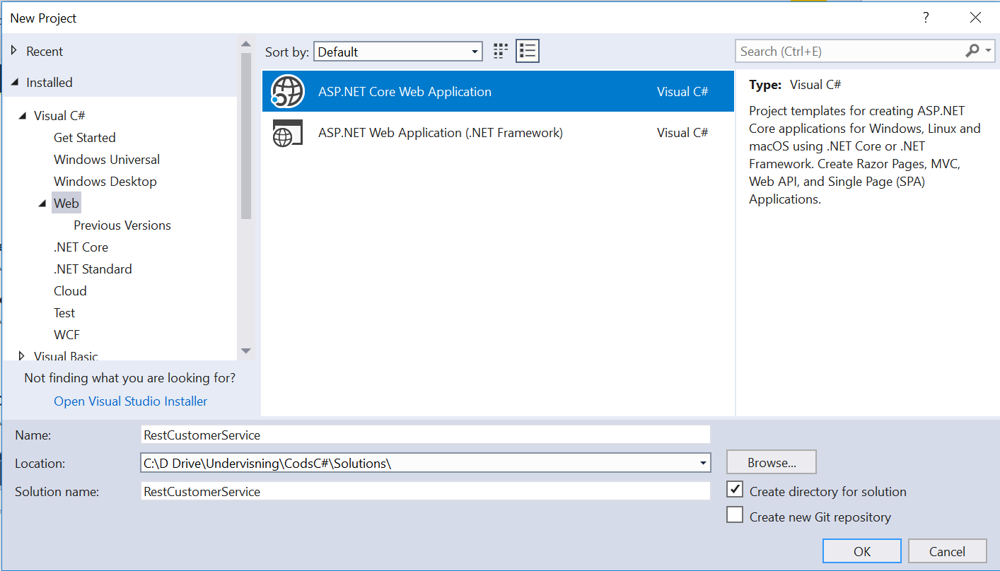 New Project
?
Recent
Installed
Visual C#
Get Started
Windows Universal
Windows Desktop
Web
Previous Versions
.NET Core
.NET Standard
Cloud
Test
WCF
Visual Basic
Not finding what you are looking for?
Open Visual Studio Installer
Sort by: Default
ASP.NET Core Web Application Visual C#
ASP.NET Web Application (.NET Framework) Visual C#
Search (Ctrl+E)
Type: Visual C#
Project templates for creating ASP.NET
Core applications for Windows, Linux and
macOS using .NET Core or .NET
Framework. Create Razor Pages, MVC,
Web API, and Single Page (SPA)
Applications.
Name: RestCustomerService
Location: C:\D Drive\Undervisning\CodsC#\Solutions\
Browse...
Solution name: RestCustomerService
Create directory for solution
Create new Git repository
OK Cancel